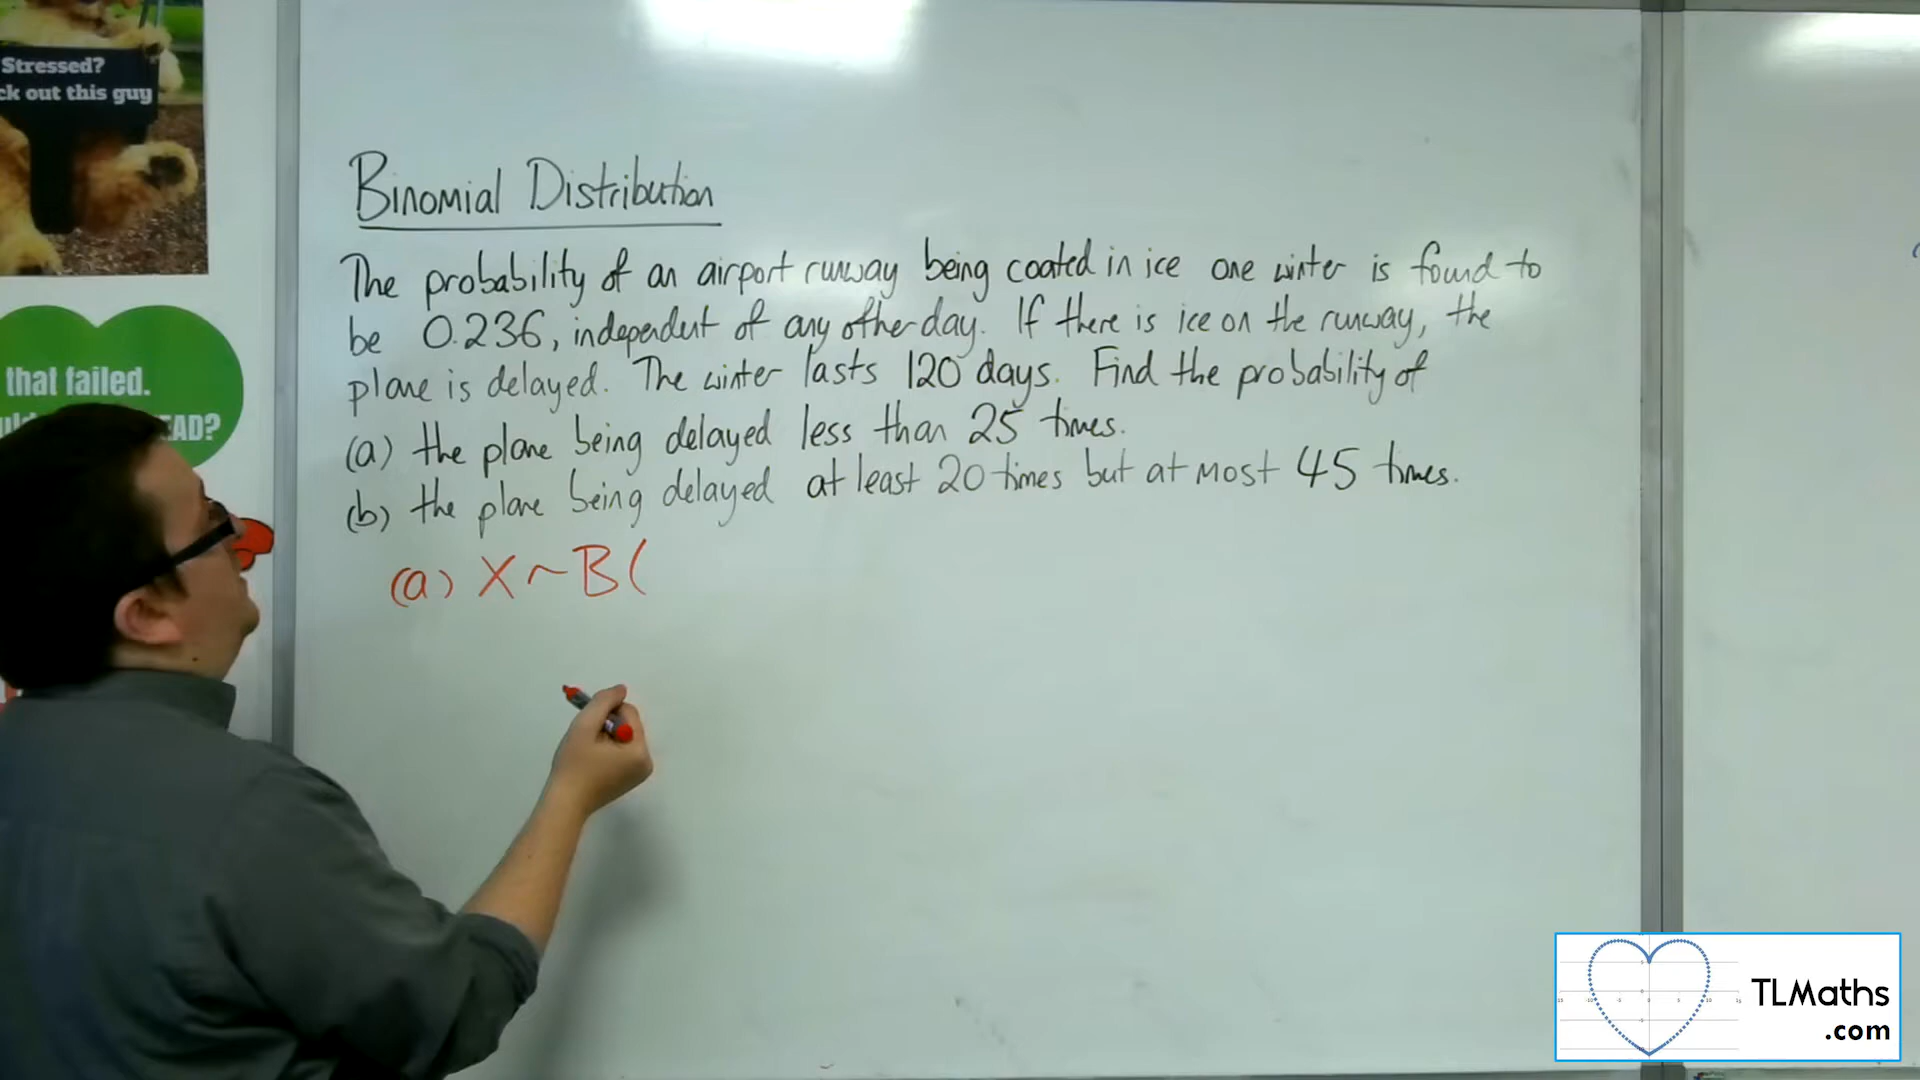 Stressed?
ck out this guy
that failed.
EAD?
Binomial Distribution
The probability of an airport runway being coated in ice one winter is found to
be 0.236, independent of any other day. If there is ice on the runway, the
plane is delayed. The winter lasts 120 days. Find the probability of
(a) the plane being delayed less than 25 times.
(b) the plane being delayed at least 20 times but at most 45 times.
(a) X~B(
TLMaths
.com